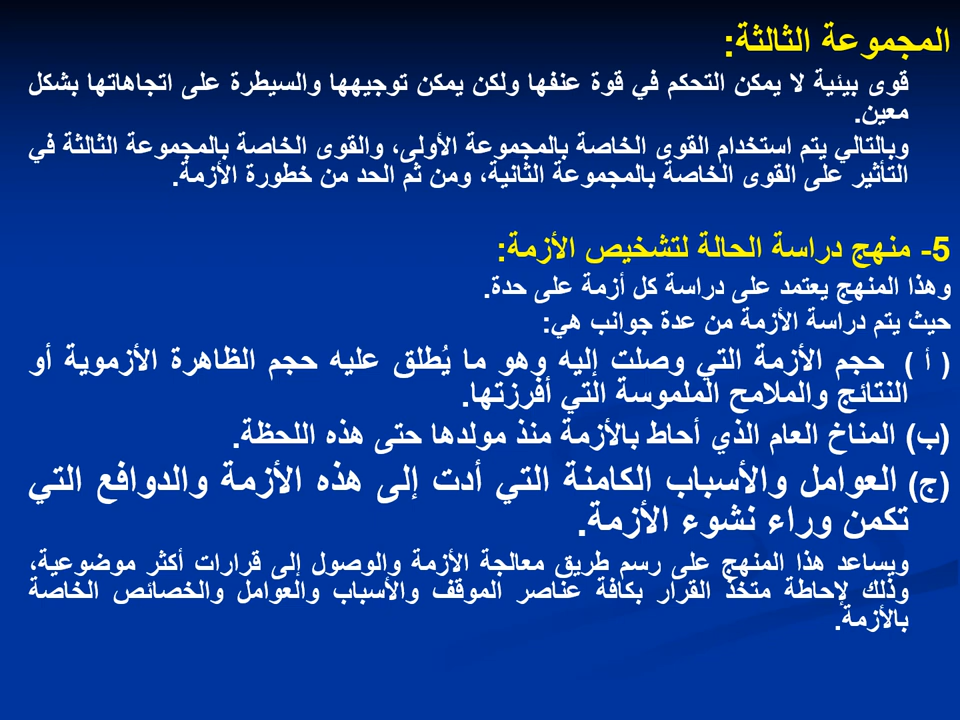 المجموعة الثالثة:
قوى بيئية لا يمكن التحكم في قوة عنفها ولكن يمكن توجيهها والسيطرة على اتجاهاتها بشكل
معين.
وبالتالي يتم استخدام القوى الخاصة بالمجموعة الأولى، والقوى الخاصة بالمجموعة الثالثة في
التأثير على القوى الخاصة بالمجموعة الثانية، ومن ثم الحد من خطورة الأزمة.
5- منهج دراسة الحالة لتشخيص الأزمة:
وهذا المنهج يعتمد على دراسة كل أزمة على حدة.
حيث يتم دراسة الأزمة من عدة جوانب هي:
( أ ) حجم الأزمة التي وصلت إليه وهو ما يُطلق عليه حجم الظاهرة الأزموية أو
النتائج والملامح الملموسة التي أفرزتها.
(ب) المناخ العام الذي أحاط بالأزمة منذ مولدها حتى هذه اللحظة.
(ج) العوامل والأسباب الكامنة التي أدت إلى هذه الأزمة والدوافع التي
تكمن وراء نشوء الأزمة.
ويساعد هذا المنهج على رسم طريق معالجة الأزمة والوصول إلى قرارات أكثر موضوعية،
وذلك لإحاطة متخذ القرار بكافة عناصر الموقف والأسباب والعوامل والخصائص الخاصة
بالأزمة.